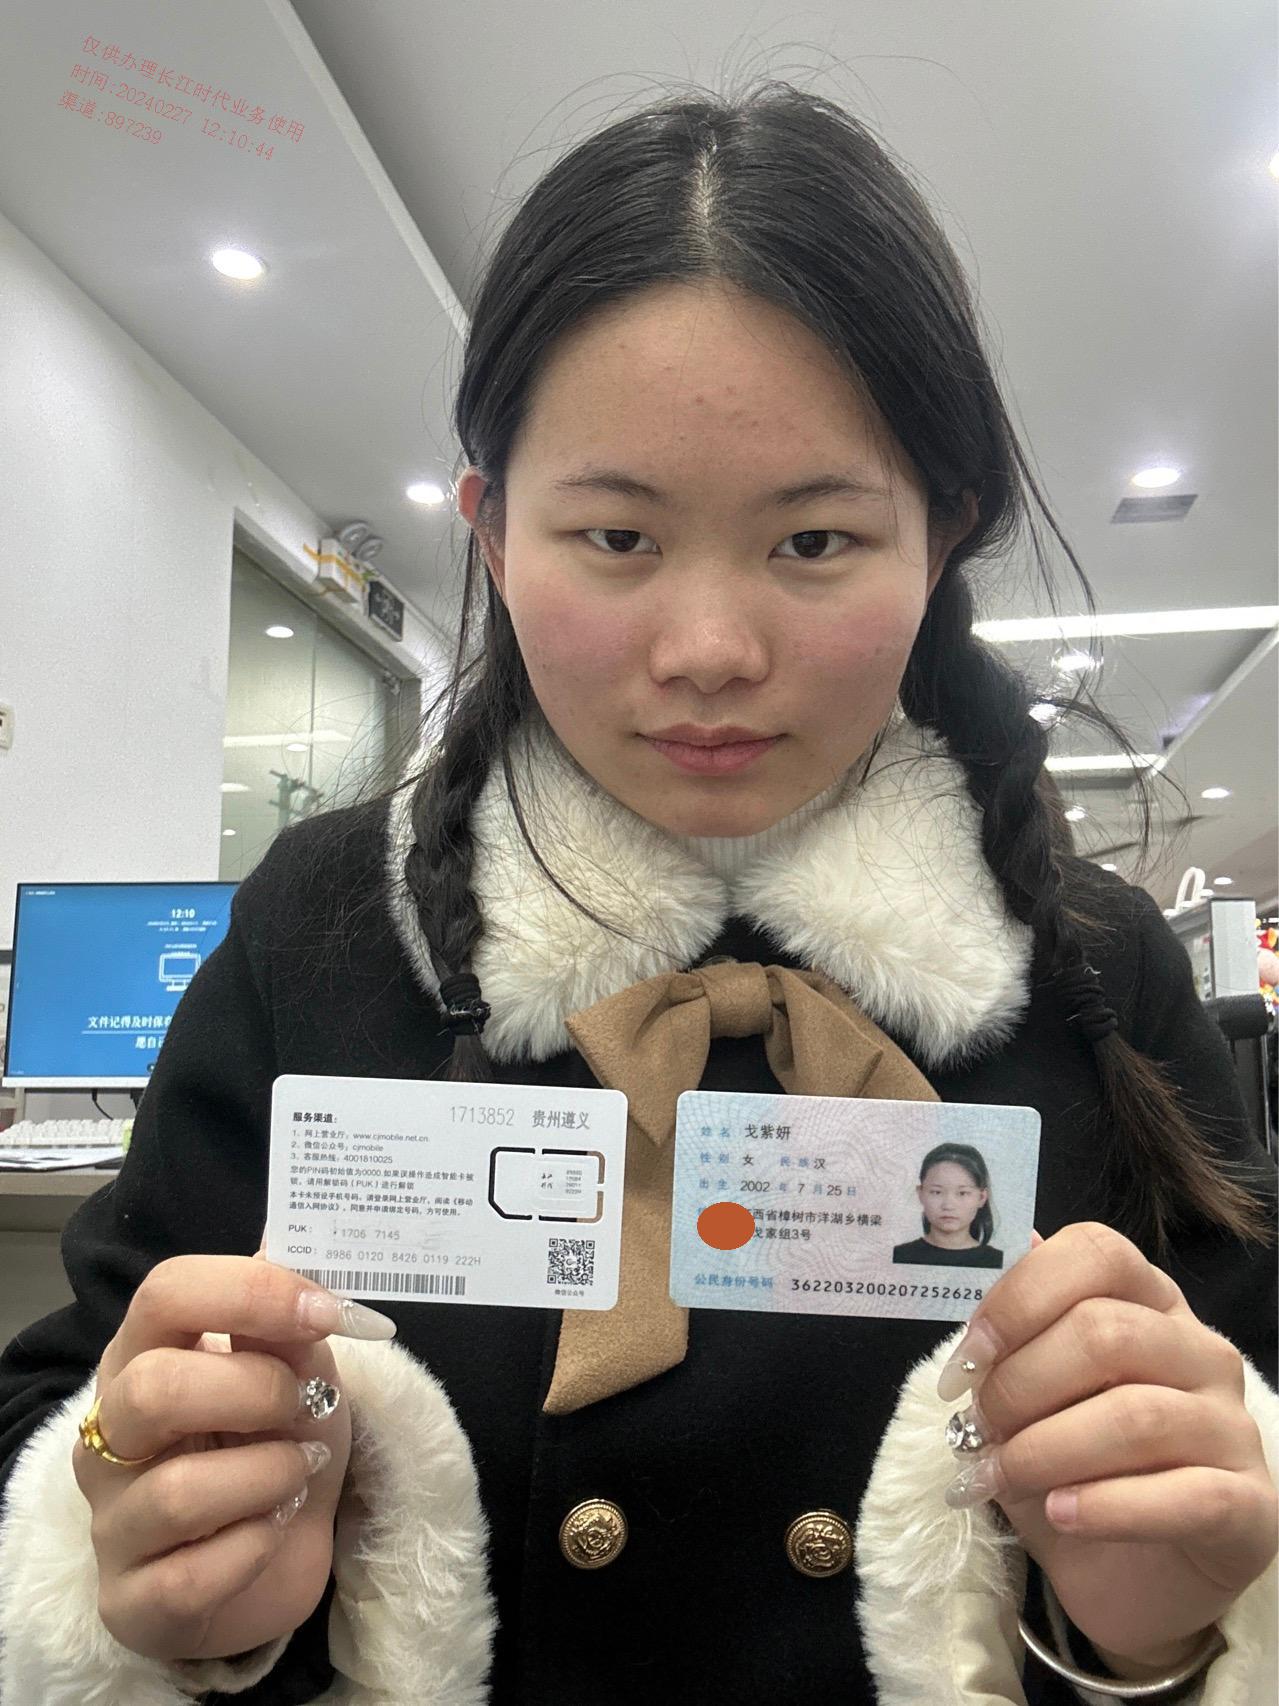 仅供办理长江时代业务使用
时间:20240227 12:10:44
渠道:897239
12:10
文件记得及时保存
愿自己
服务渠道:
1713852 贵州遵义
1、网上营业厅：www.cjmobile.net.cn
2、微信公众号：cjmobile
3、客服热线：4001810025
您的PIN码初始值为0000.如果误操作造成智能卡被
锁，请用解锁码（PUK）进行解锁
本卡未预设手机号码，请登录网上营业厅，阅读《移动
通信入网协议》，同意并申请绑定号码，方可使用。
PUK： 1706 7145
ICCID： 8986 0120 8426 0119 222H
微信公众号
姓名 戈紫妍
性别 女 民族 汉
出生 2002 年 7 月 25 日
西省樟树市洋湖乡横梁
戈家组3号
公民身份号码 362203200207252628